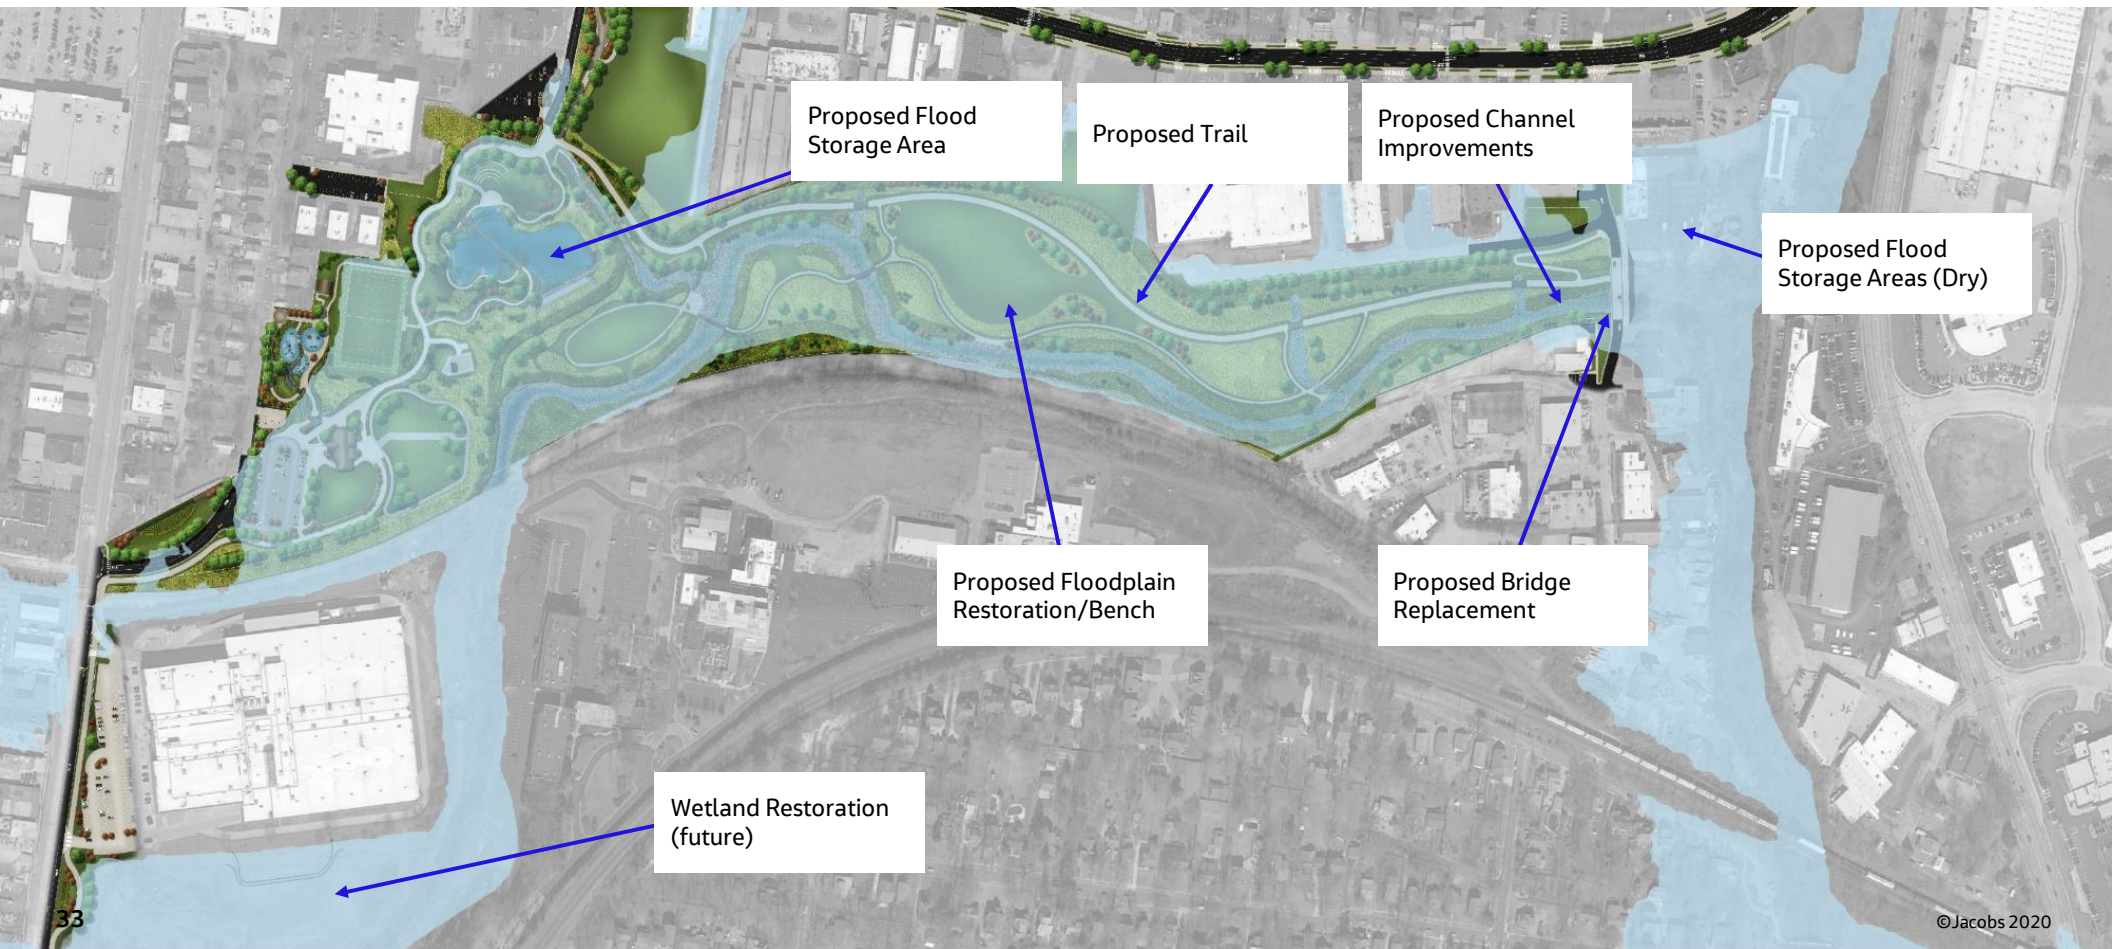 Proposed Flood
Storage Area
Proposed Trail
Proposed Channel
Improvements
Proposed Flood
Storage Areas (Dry)
Proposed Floodplain
Restoration/Bench
Proposed Bridge
Replacement
Wetland Restoration
(future)
33
©Jacobs 2020